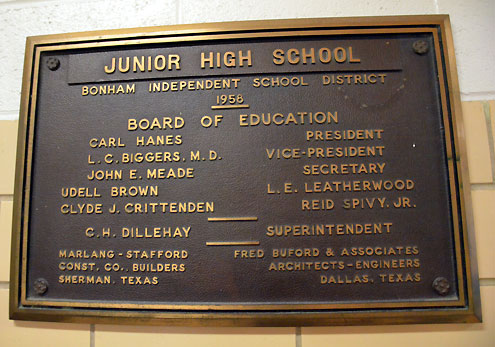 JUNIOR HIGH SCHOOL
BONHAM INDEPENDENT SCHOOL DISTRICT
1958
BOARD OF EDUCATION
CARL HANES PRESIDENT
L. C. BIGGERS, M.D. VICE-PRESIDENT
JOHN E. MEADE SECRETARY
UDELL BROWN L. E. LEATHERWOOD
CLYDE J. CRITTENDEN REID SPIVY, JR.
C. H. DILLEHAY SUPERINTENDENT
MARLANG - STAFFORD FRED BUFORD & ASSOCIATES
CONST. CO., BUILDERS ARCHITECTS - ENGINEERS
SHERMAN, TEXAS DALLAS, TEXAS